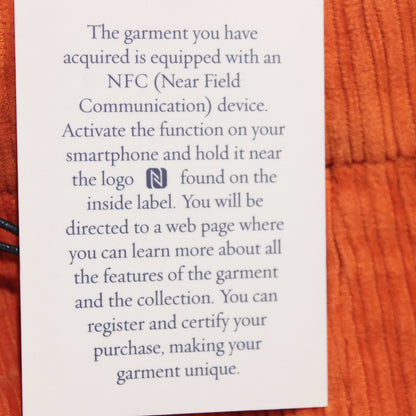 The garment you have
acquired is equipped with an
NFC (Near Field
Communication) device.
Activate the function on your
smartphone and hold it near
the logo N found on the
inside label. You will be
directed to a web page where
you can learn more about all
the features of the garment
and the collection. You can
register and certify your
purchase, making your
garment unique.